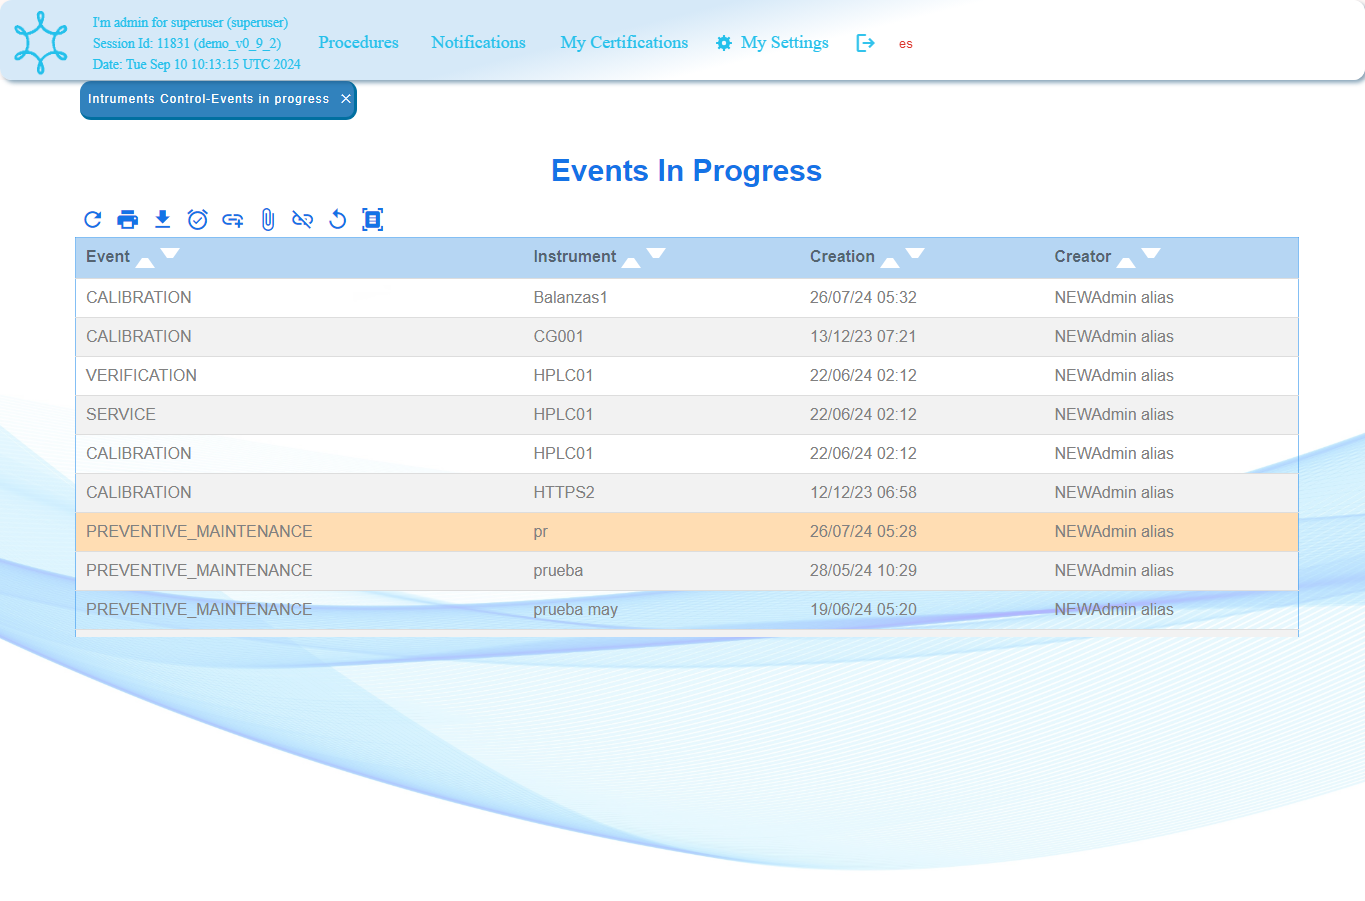 I'm admin for superuser (superuser)
Session Id: 11831 (demo_v0_9_2)
Date: Tue Sep 10 10:13:15 UTC 2024
Procedures Notifications My Certifications My Settings es
Intruments Control-Events in progress ×
Events In Progress
Event Instrument Creation Creator
CALIBRATION Balanzas1 26/07/24 05:32 NEWAdmin alias
CALIBRATION CG001 13/12/23 07:21 NEWAdmin alias
VERIFICATION HPLC01 22/06/24 02:12 NEWAdmin alias
SERVICE HPLC01 22/06/24 02:12 NEWAdmin alias
CALIBRATION HPLC01 22/06/24 02:12 NEWAdmin alias
CALIBRATION HTTPS2 12/12/23 06:58 NEWAdmin alias
PREVENTIVE_MAINTENANCE pr 26/07/24 05:28 NEWAdmin alias
PREVENTIVE_MAINTENANCE prueba 28/05/24 10:29 NEWAdmin alias
PREVENTIVE_MAINTENANCE prueba may 19/06/24 05:20 NEWAdmin alias